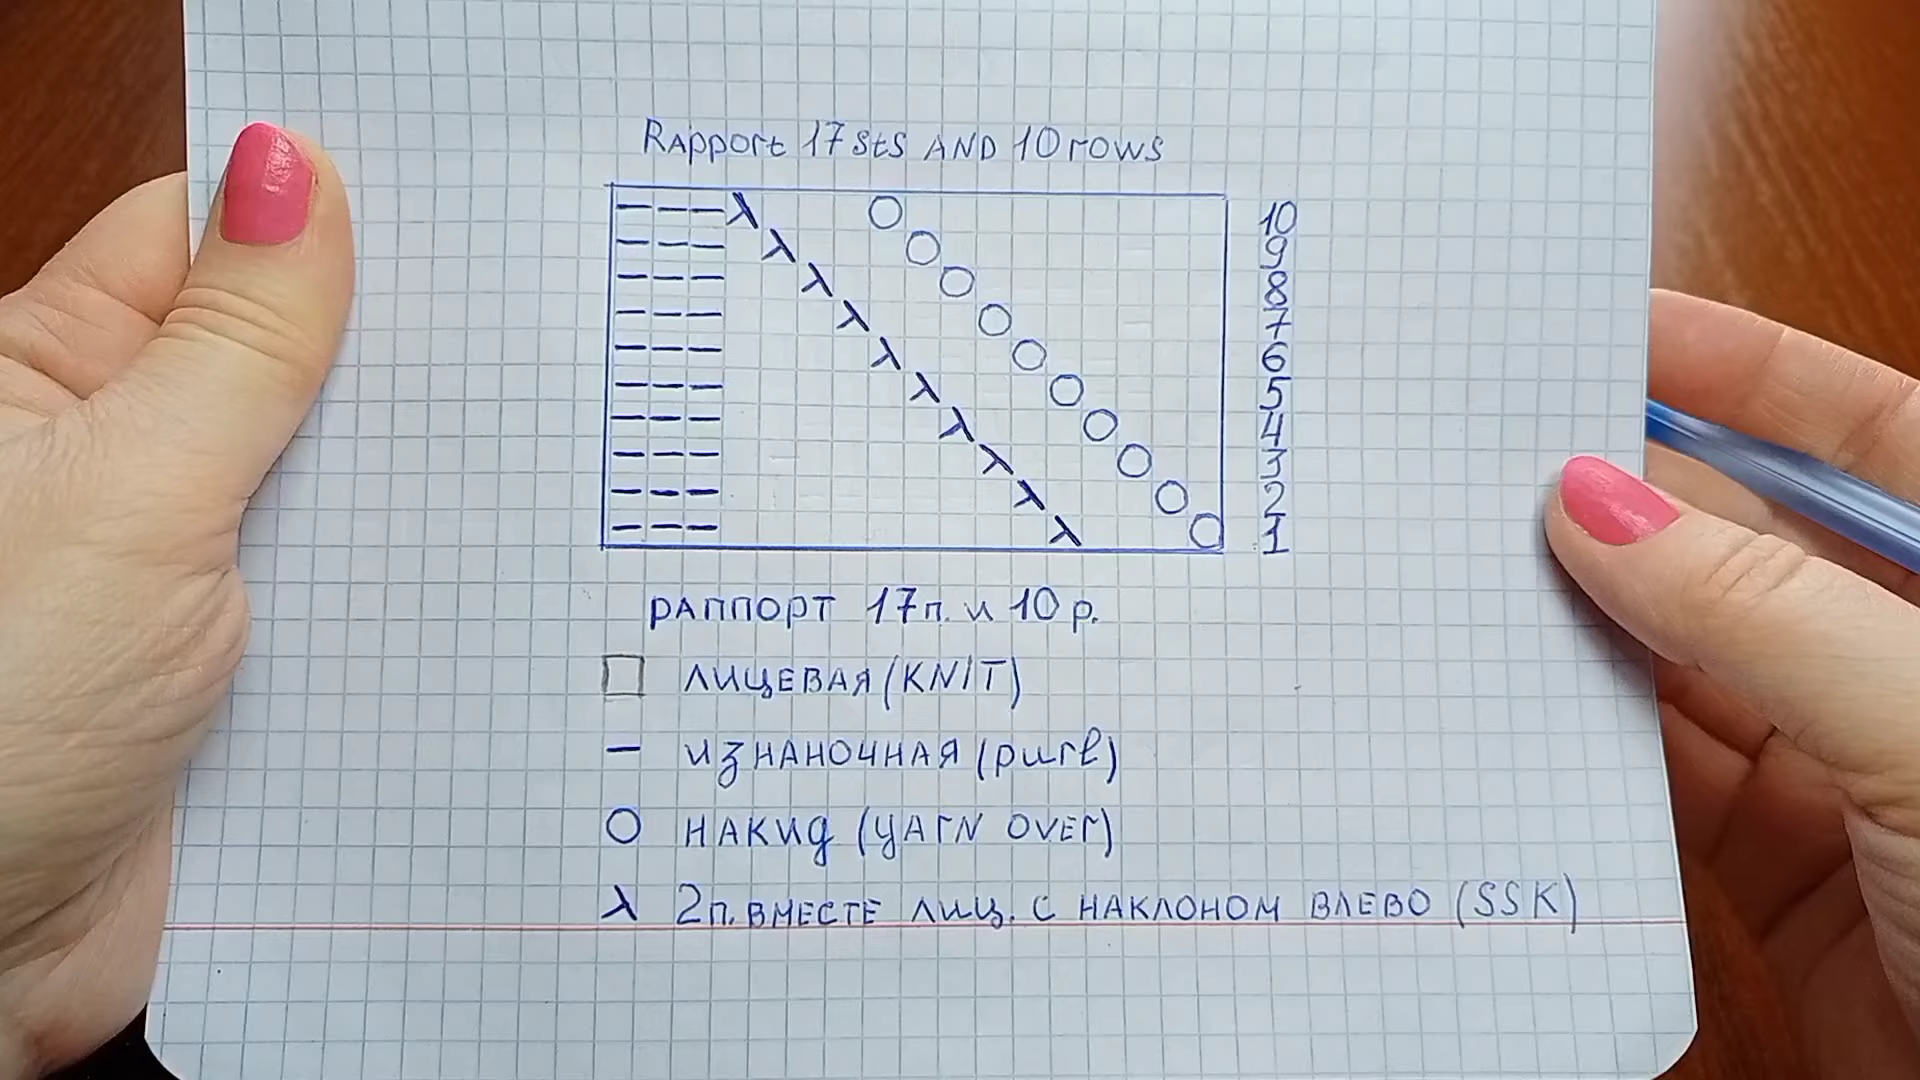 Rapport 17 sts AND 10 rows
10
9
8
7
6
5
4
3
2
1
РАППОРТ 17п. и 10 р.
ЛИЦЕВАЯ (KNIT)
ИЗНАНОЧНАЯ (purl)
НАКИД (YARN OVER)
2п. ВМЕСТЕ ЛИЦ. С НАКЛОНОМ ВЛЕВО (SSK)